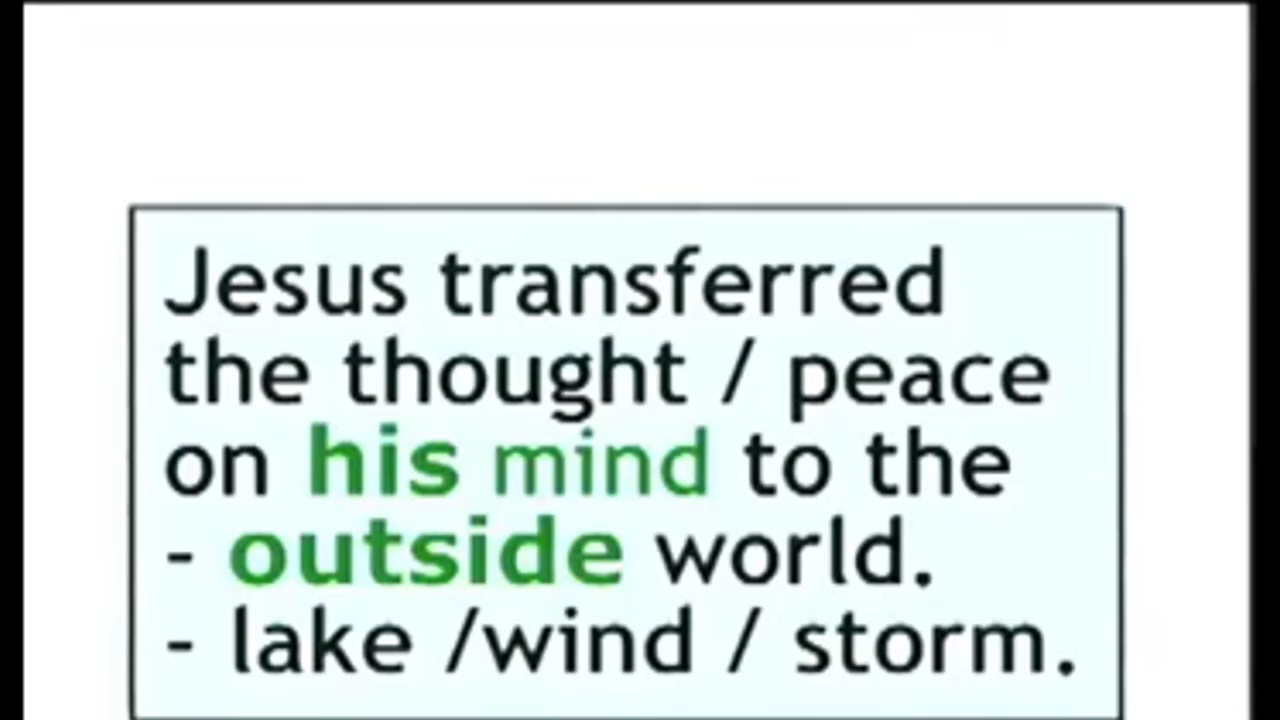 Jesus transferred
the thought / peace
on his mind to the
- outside world.
- lake /wind / storm.